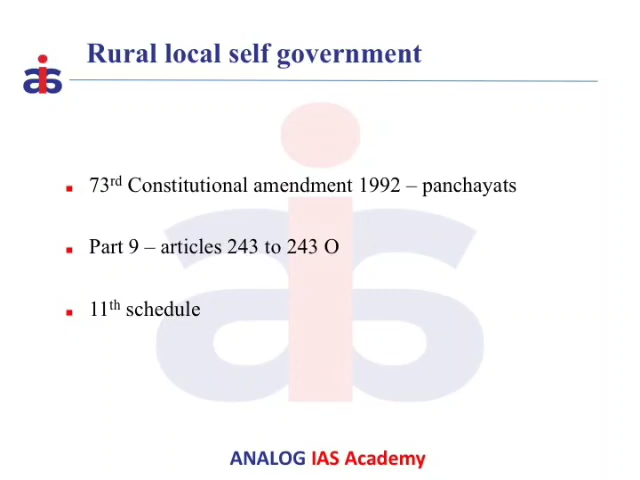 Rural local self government
73rd Constitutional amendment 1992 – panchayats
Part 9 – articles 243 to 243 O
11th schedule
ANALOG IAS Academy